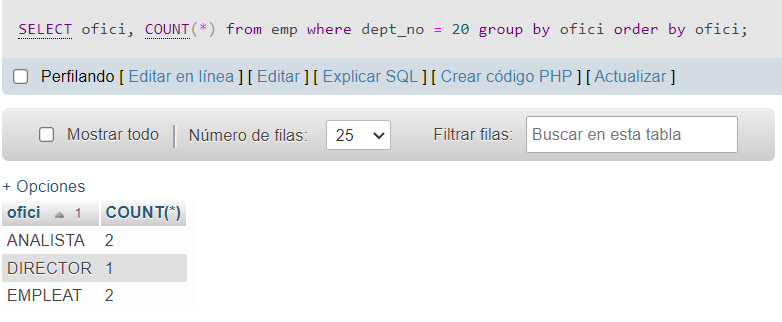 SELECT ofici, COUNT(*) from emp where dept_no = 20 group by ofici order by ofici;
Perfilando [ Editar en línea ] [ Editar ] [ Explicar SQL ] [ Crear código PHP ] [ Actualizar ]
Mostrar todo Número de filas: 25 Filtrar filas: Buscar en esta tabla
+ Opciones
ofici 1 COUNT(*)
ANALISTA 2
DIRECTOR 1
EMPLEAT 2